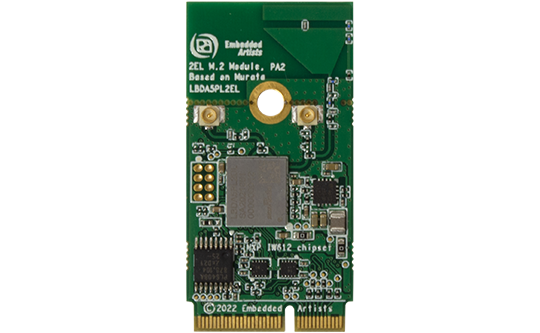 Embedded
Artists
2EL M.2 Module, PA2
Based on Murata
LBDA5PL2EL
NXP IW612 chipset
©2022 Embedded Artists